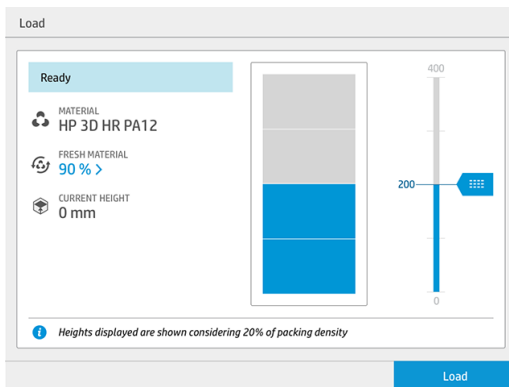 Load
Ready
MATERIAL
HP 3D HR PA12
FRESH MATERIAL
90 % >
CURRENT HEIGHT
0 mm
400
200
0
Heights displayed are shown considering 20% of packing density
Load